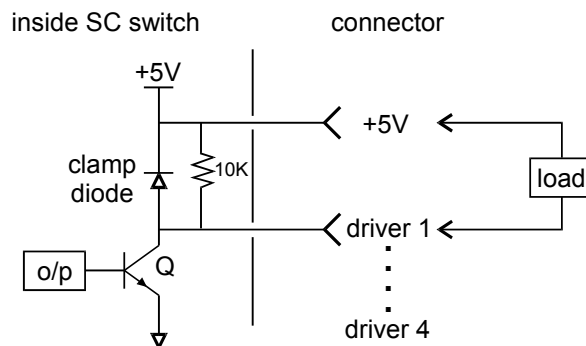 inside SC switch
connector
+5V
+5V
clamp
diode
10K
load
driver 1
o/p
Q
driver 4